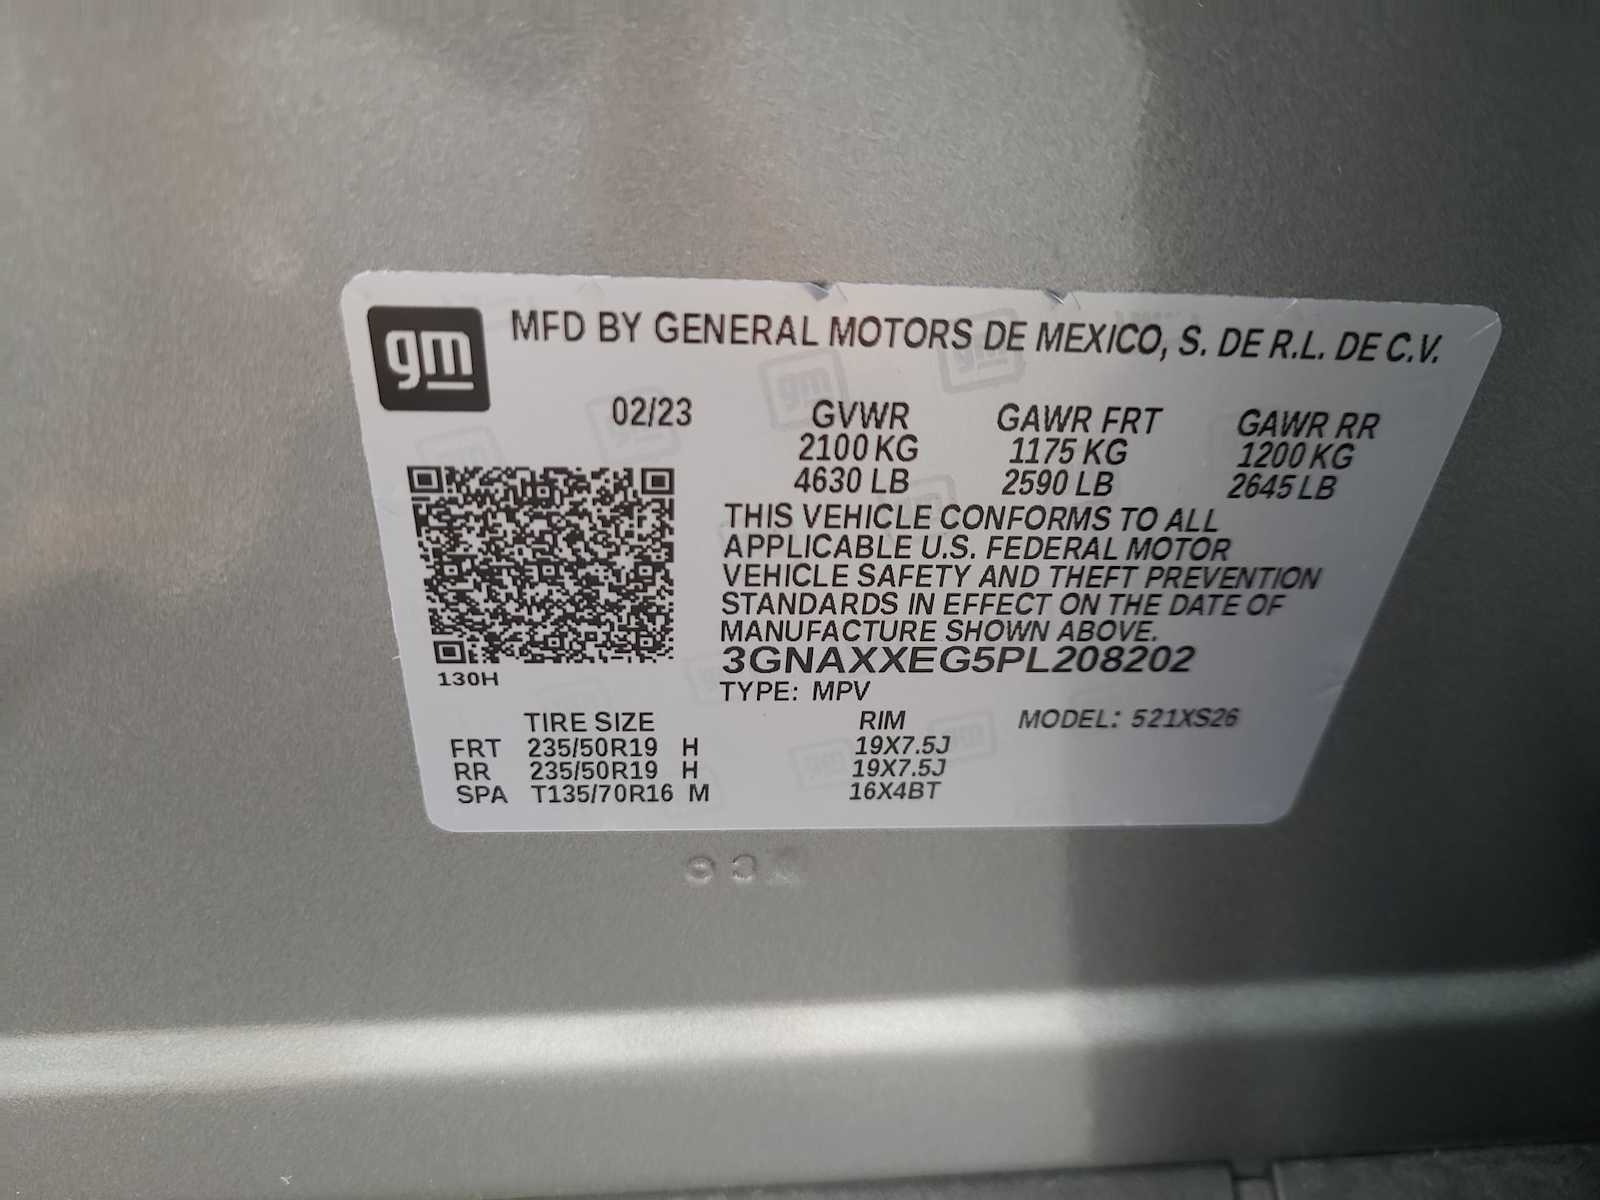 gm MFD BY GENERAL MOTORS DE MEXICO, S. DE R.L. DE C.V.
02/23 GVWR GAWR FRT GAWR RR
2100 KG 1175 KG 1200 KG
4630 LB 2590 LB 2645 LB
THIS VEHICLE CONFORMS TO ALL
APPLICABLE U.S. FEDERAL MOTOR
VEHICLE SAFETY AND THEFT PREVENTION
STANDARDS IN EFFECT ON THE DATE OF
MANUFACTURE SHOWN ABOVE.
3GNAXXEG5PL208202
130H
TYPE: MPV
TIRE SIZE RIM MODEL: 521XS26
FRT 235/50R19 H 19X7.5J
RR 235/50R19 H 19X7.5J
SPA T135/70R16 M 16X4BT